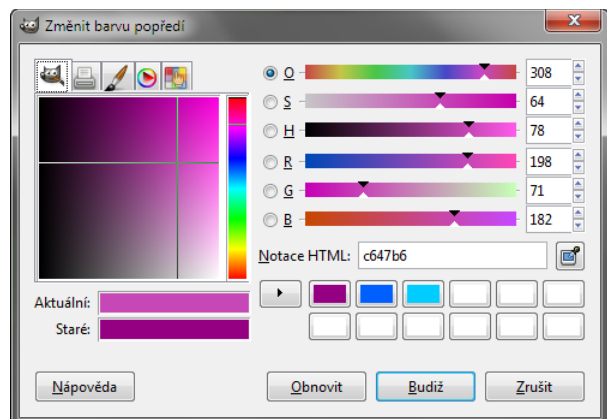 Změnit barvu popředí
O 308
S 64
H 78
R 198
G 71
B 182
Notace HTML: c647b6
Aktuální:
Staré:
Nápověda
Obnovit
Budiž
Zrušit